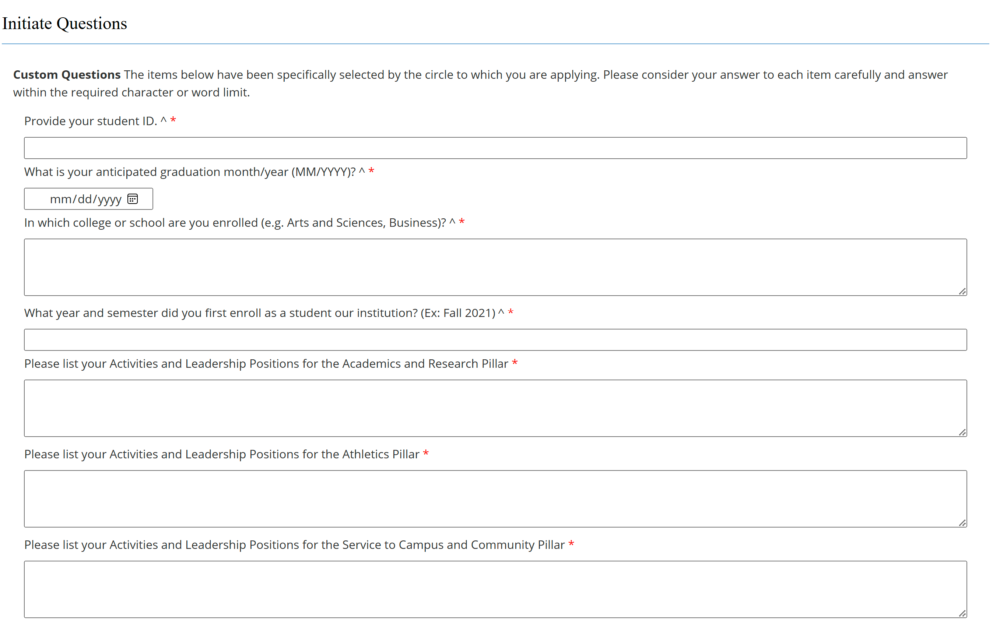 Initiate Questions
Custom Questions The items below have been specifically selected by the circle to which you are applying. Please consider your answer to each item carefully and answer
within the required character or word limit.
Provide your student ID. ^ *
What is your anticipated graduation month/year (MM/YYYY)? ^ *
mm/dd/yyyy
In which college or school are you enrolled (e.g. Arts and Sciences, Business)? ^ *
What year and semester did you first enroll as a student our institution? (Ex: Fall 2021) ^ *
Please list your Activities and Leadership Positions for the Academics and Research Pillar *
Please list your Activities and Leadership Positions for the Athletics Pillar *
Please list your Activities and Leadership Positions for the Service to Campus and Community Pillar *